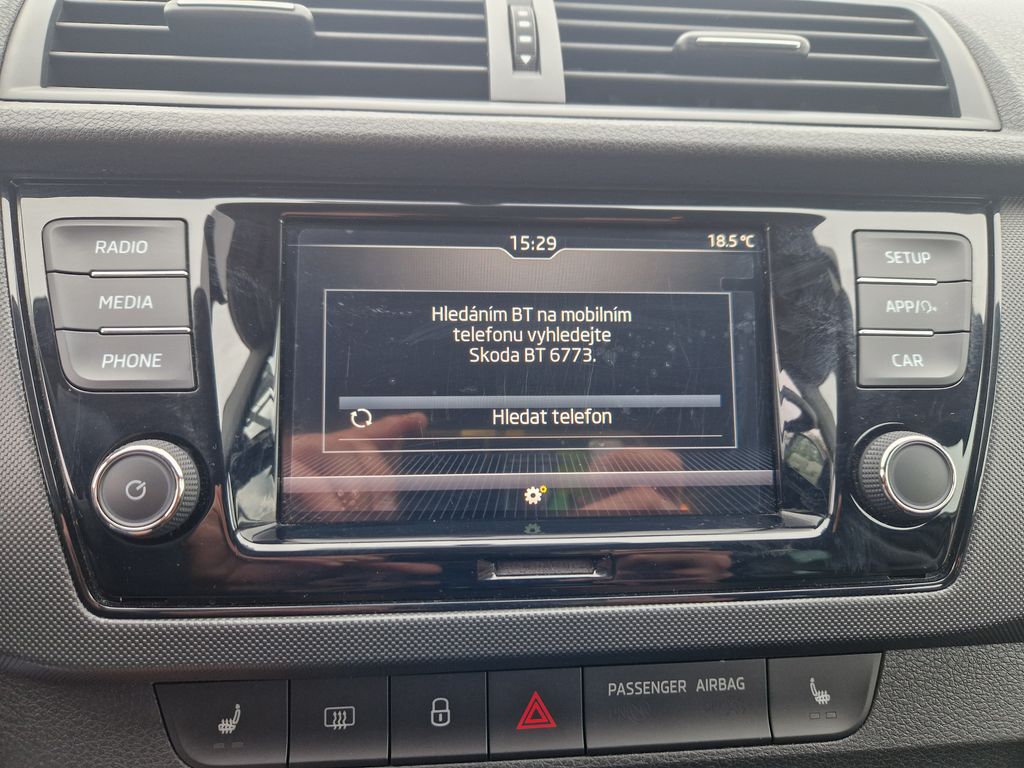 15:29
18.5°C
RADIO
MEDIA
PHONE
Hledáním BT na mobilním
telefonu vyhledejte
Skoda BT 6773.
Hledat telefon
SETUP
APP/
CAR
PASSENGER AIRBAG